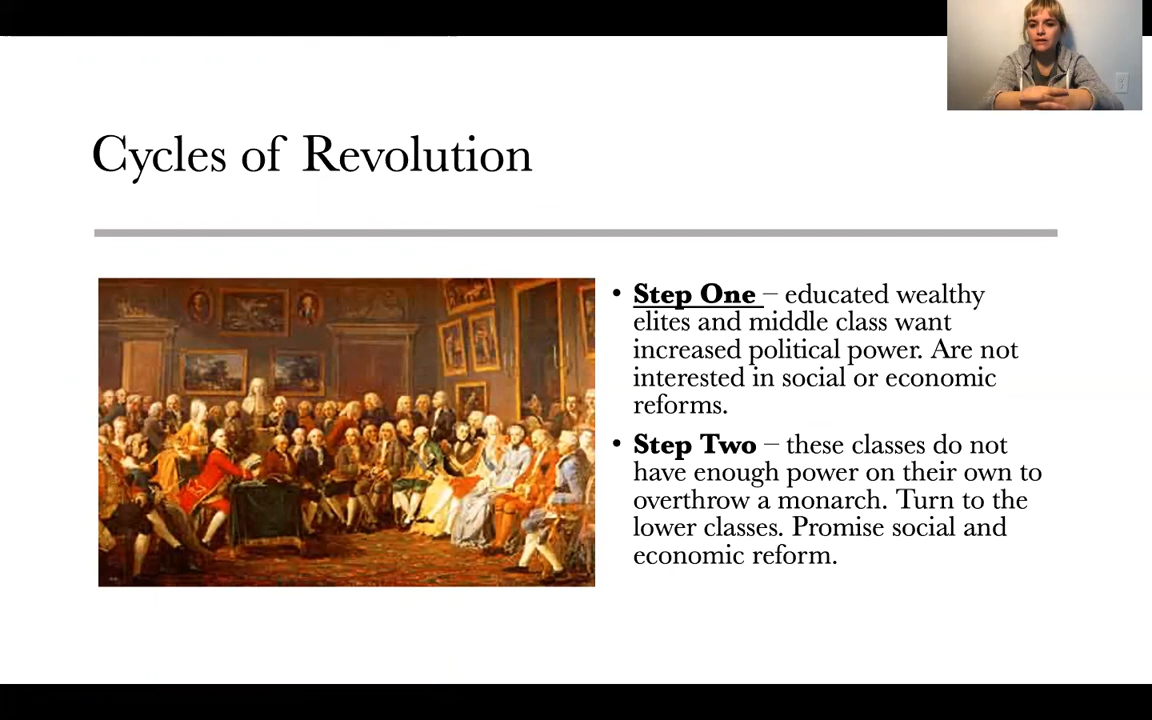 Cycles of Revolution
• Step One – educated wealthy
elites and middle class want
increased political power. Are not
interested in social or economic
reforms.
• Step Two – these classes do not
have enough power on their own to
overthrow a monarch. Turn to the
lower classes. Promise social and
economic reform.